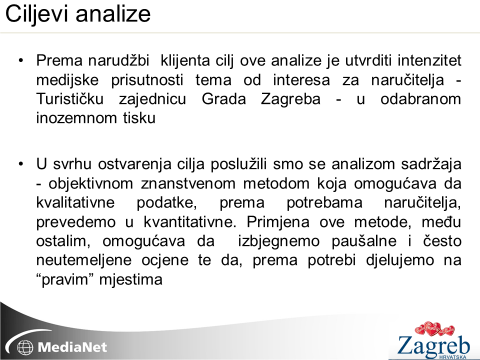 Ciljevi analize
• Prema narudžbi klijenta cilj ove analize je utvrditi intenzitet
medijske prisutnosti tema od interesa za naručitelja -
Turističku zajednicu Grada Zagreba - u odabranom
inozemnom tisku
• U svrhu ostvarenja cilja poslužili smo se analizom sadržaja
- objektivnom znanstvenom metodom koja omogućava da
kvalitativne podatke, prema potrebama naručitelja,
prevedemo u kvantitativne. Primjena ove metode, među
ostalim, omogućava da izbjegnemo paušalne i često
neutemeljene ocjene te da, prema potrebi djelujemo na
“pravim” mjestima
MediaNet
Zagreb
HRVATSKA